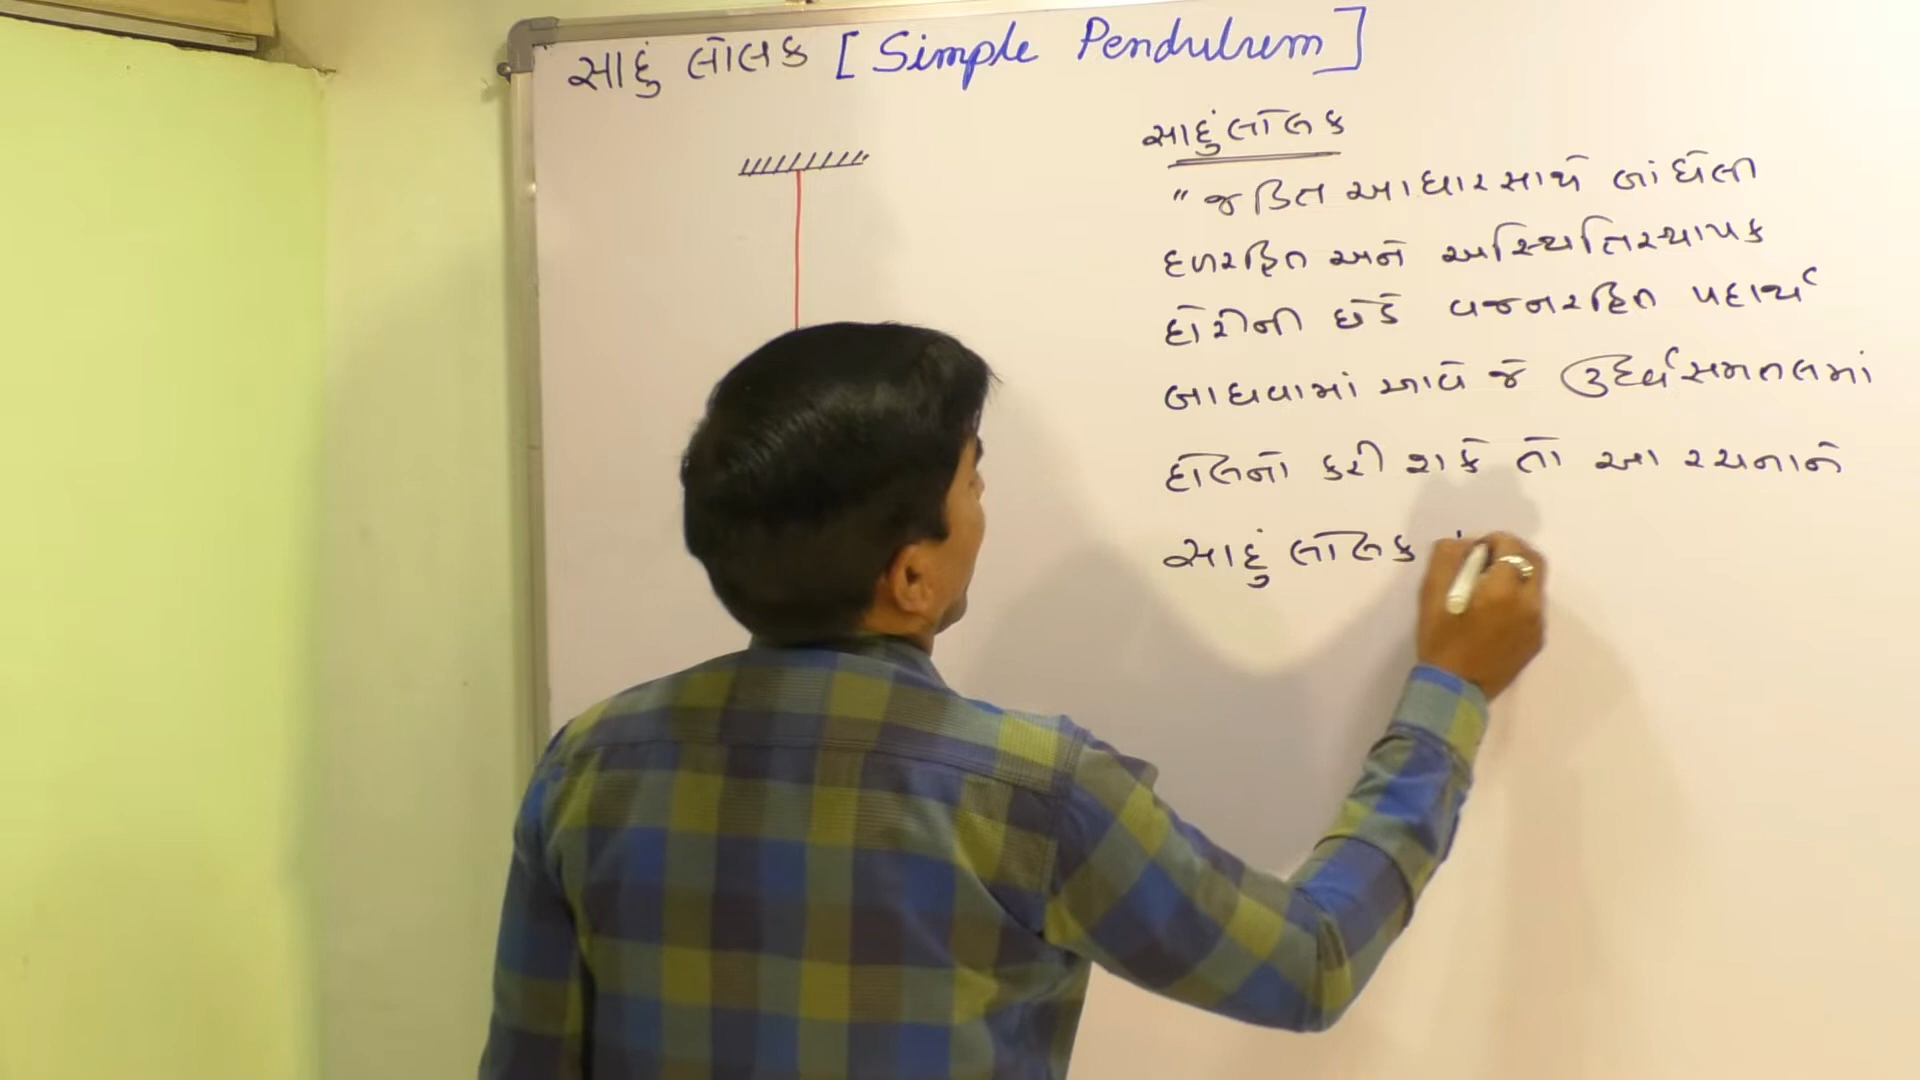 સાદું લોલક [Simple Pendulum]
સાદું લોલક
"જડિત આધાર સાથે બાંધેલી
દળરહિત અને અસ્થિતિસ્થાપક
દોરીની છેડે વજનરહિત પદાર્થ
બાધવામાં આવે જે ઉર્ધ્વસમતલમાં
દોલનો કરી શકે તો આ રચનાને
સાદું લોલક